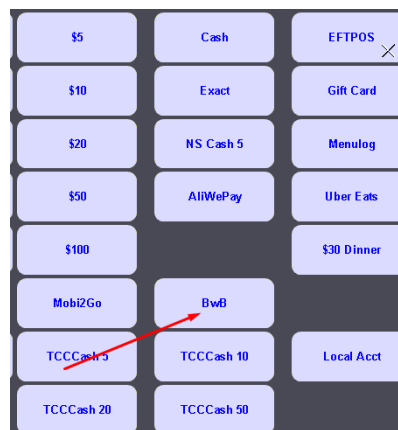 $5 Cash EFTPOS
$10 Exact Gift Card
$20 NS Cash 5 Menulog
$50 AliWePay Uber Eats
$100 $30 Dinner
Mobi2Go BwB
TCCCash 5 TCCCash 10 Local Acct
TCCCash 20 TCCCash 50